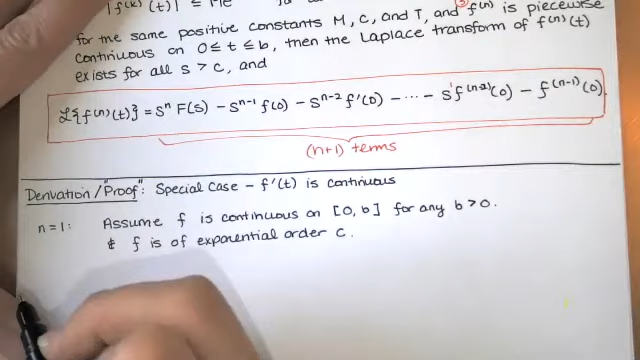 |f⁽ᵏ⁾(t)| ≤ Me
for the same positive constants M, C, and T, and f⁽ⁿ⁾ is piecewise
continuous on 0 ≤ t ≤ b, then the Laplace transform of f⁽ⁿ⁾(t)
exists for all s > c, and
ℒ{f⁽ⁿ⁾(t)} = sⁿ F(s) - sⁿ⁻¹ f(0) - sⁿ⁻² f'(0) - ... - s¹ f⁽ⁿ⁻²⁾(0) - f⁽ⁿ⁻¹⁾(0).
(n+1) terms
Derivation/"Proof": Special Case - f'(t) is continuous
n=1: Assume f is continuous on [0, b] for any b>0.
& f is of exponential order c.